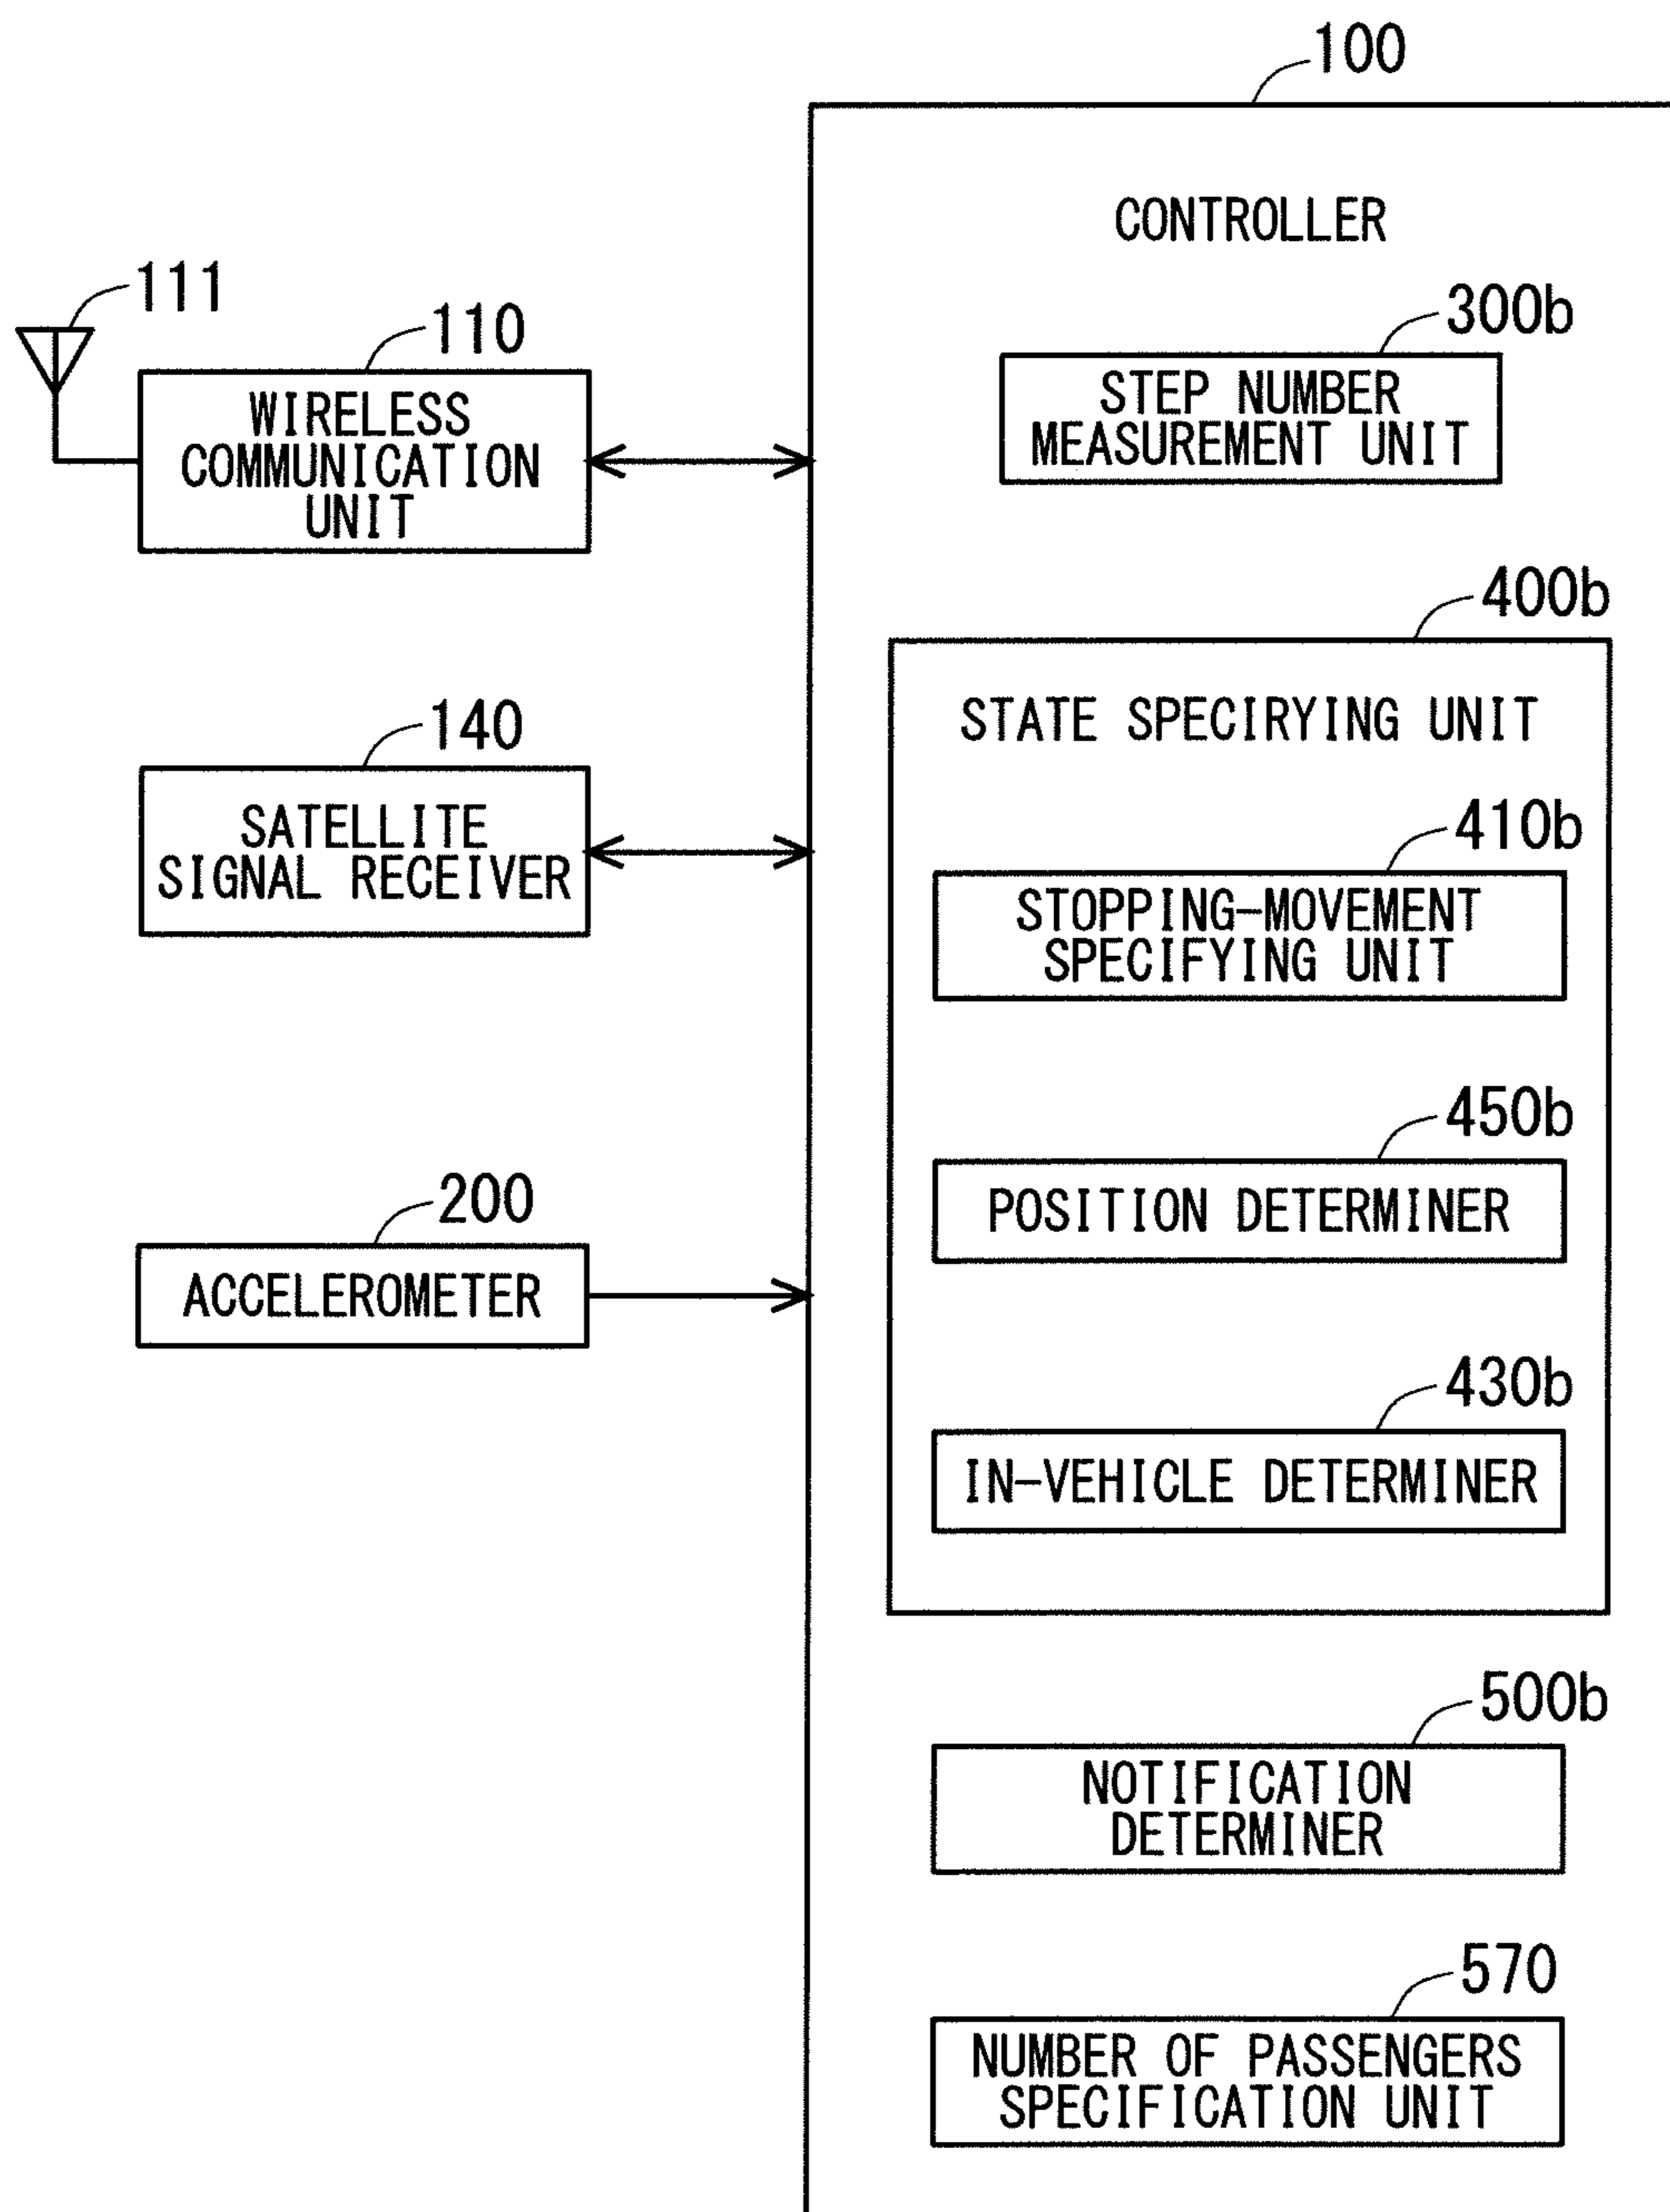 100
CONTROLLER
111
110
WIRELESS
COMMUNICATION
UNIT
300b
STEP NUMBER
MEASUREMENT UNIT
400b
STATE SPECIRYING UNIT
140
SATELLITE
SIGNAL RECEIVER
410b
STOPPING-MOVEMENT
SPECIFYING UNIT
450b
POSITION DETERMINER
200
ACCELEROMETER
430b
IN-VEHICLE DETERMINER
500b
NOTIFICATION
DETERMINER
570
NUMBER OF PASSENGERS
SPECIFICATION UNIT